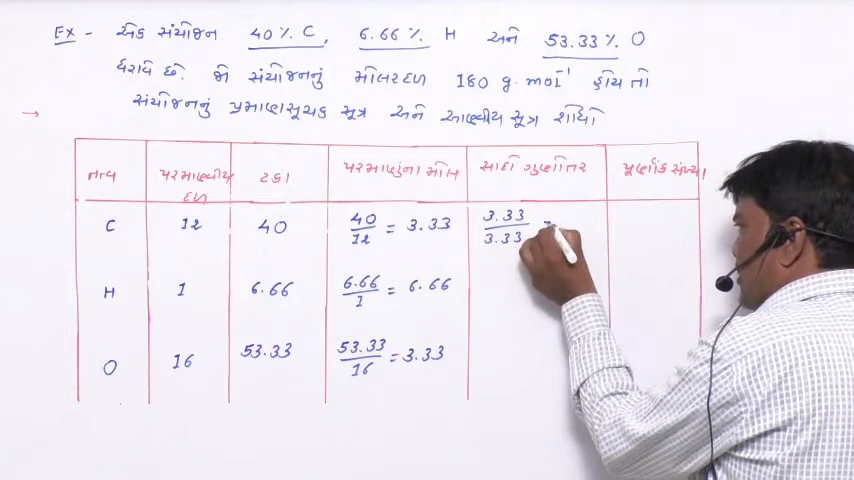 Ex - એક સંયોજન 40 %. C, 6.66 %. H અને 53.33 %. O
ધરાવે છે. જો સંયોજનનું મોલરદળ 180 g. mol⁻¹ હોય તો
→ સંયોજનનું પ્રમાણસૂચક સૂત્ર અને આણ્વીય સૂત્ર શોધો
તત્વ પરમાણ્વીય દળ ટકા પરમાણુંના મોલ સાદો ગુણોત્તર પૂર્ણાંક સંખ્યા
C 12 40 40/12 = 3.33 3.33/3.33 =
H 1 6.66 6.66/1 = 6.66
O 16 53.33 53.33/16 = 3.33